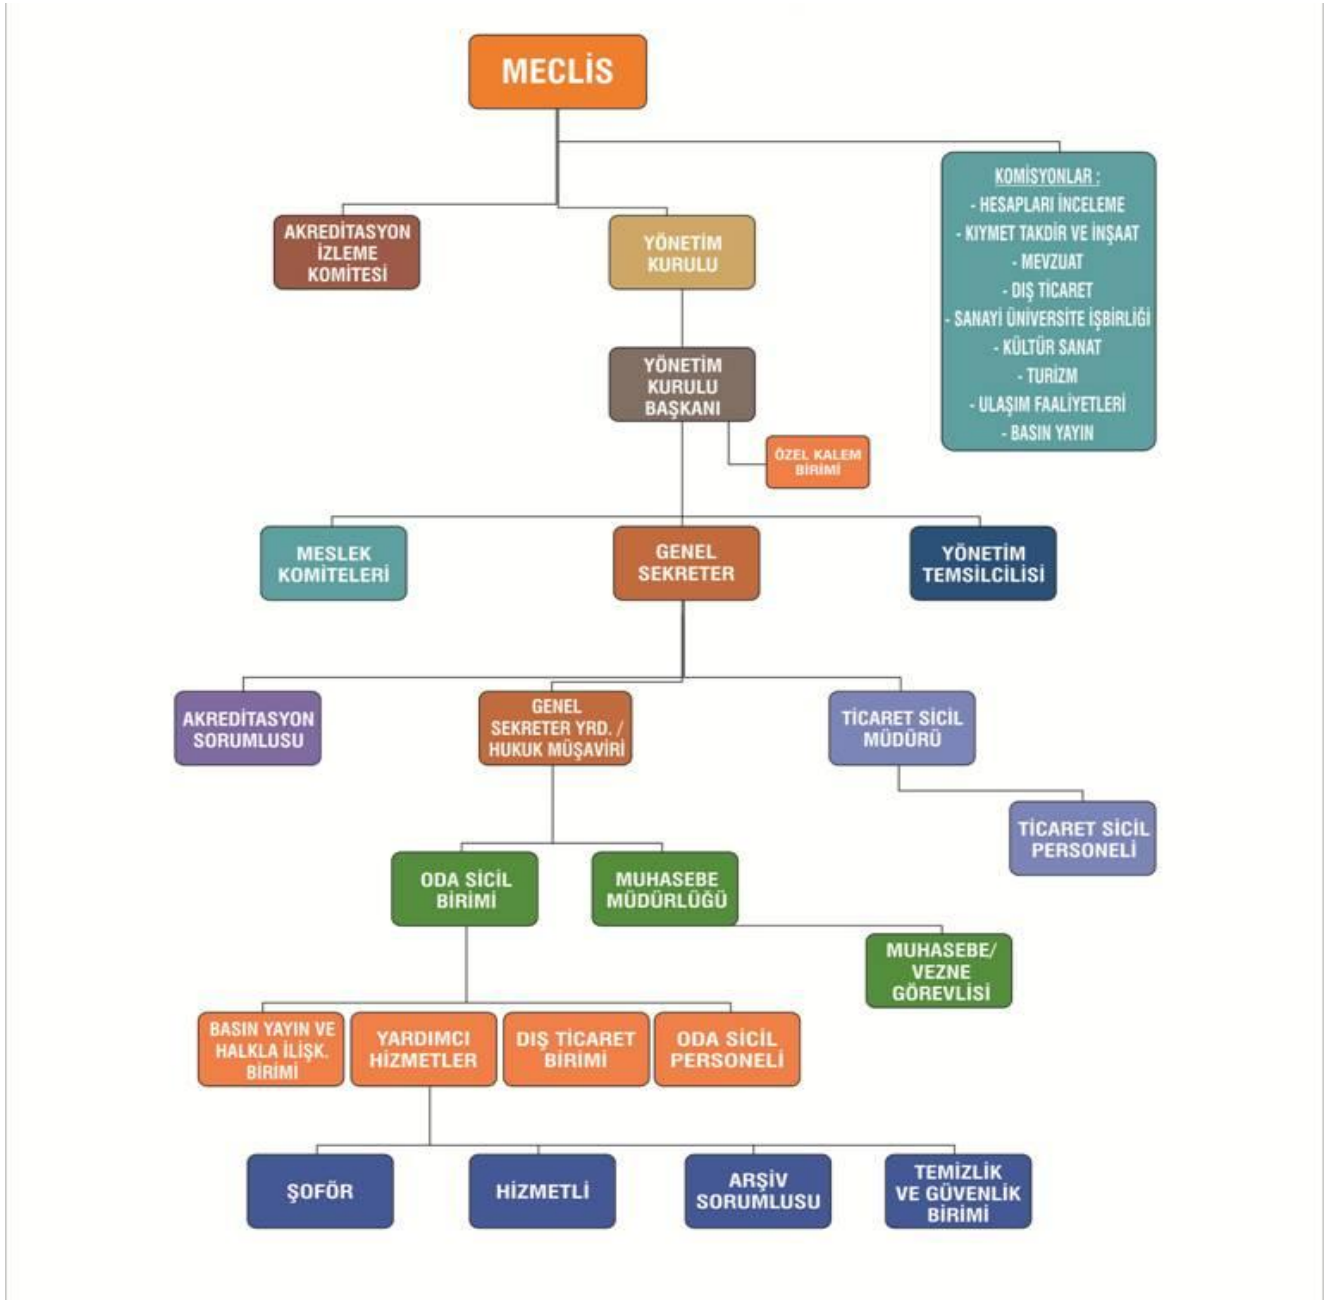 MECLİS
KOMİSYONLAR :
- HESAPLARI İNCELEME
- KIYMET TAKDİR VE İNŞAAT
- MEVZUAT
- DIŞ TİCARET
- SANAYİ ÜNİVERSİTE İŞBİRLİĞİ
- KÜLTÜR SANAT
- TURİZM
- ULAŞIM FAALİYETLERİ
- BASIN YAYIN
AKREDİTASYON
İZLEME
KOMİTESİ
YÖNETİM
KURULU
YÖNETİM
KURULU
BAŞKANI
ÖZEL KALEM
BİRİMİ
MESLEK
KOMİTELERİ
GENEL
SEKRETER
YÖNETİM
TEMSİLCİLİSİ
AKREDİTASYON
SORUMLUSU
GENEL
SEKRETER YRD. /
HUKUK MÜŞAVİRİ
TİCARET SİCİL
MÜDÜRÜ
TİCARET SİCİL
PERSONELİ
ODA SİCİL
BİRİMİ
MUHASEBE
MÜDÜRLÜĞÜ
MUHASEBE/
VEZNE
GÖREVLİSİ
BASIN YAYIN VE
HALKLA İLİŞK.
BİRİMİ
YARDIMCI
HİZMETLER
DIŞ TİCARET
BİRİMİ
ODA SİCİL
PERSONELİ
ŞOFÖR
HİZMETLİ
ARŞİV
SORUMLUSU
TEMİZLİK
VE GÜVENLİK
BİRİMİ